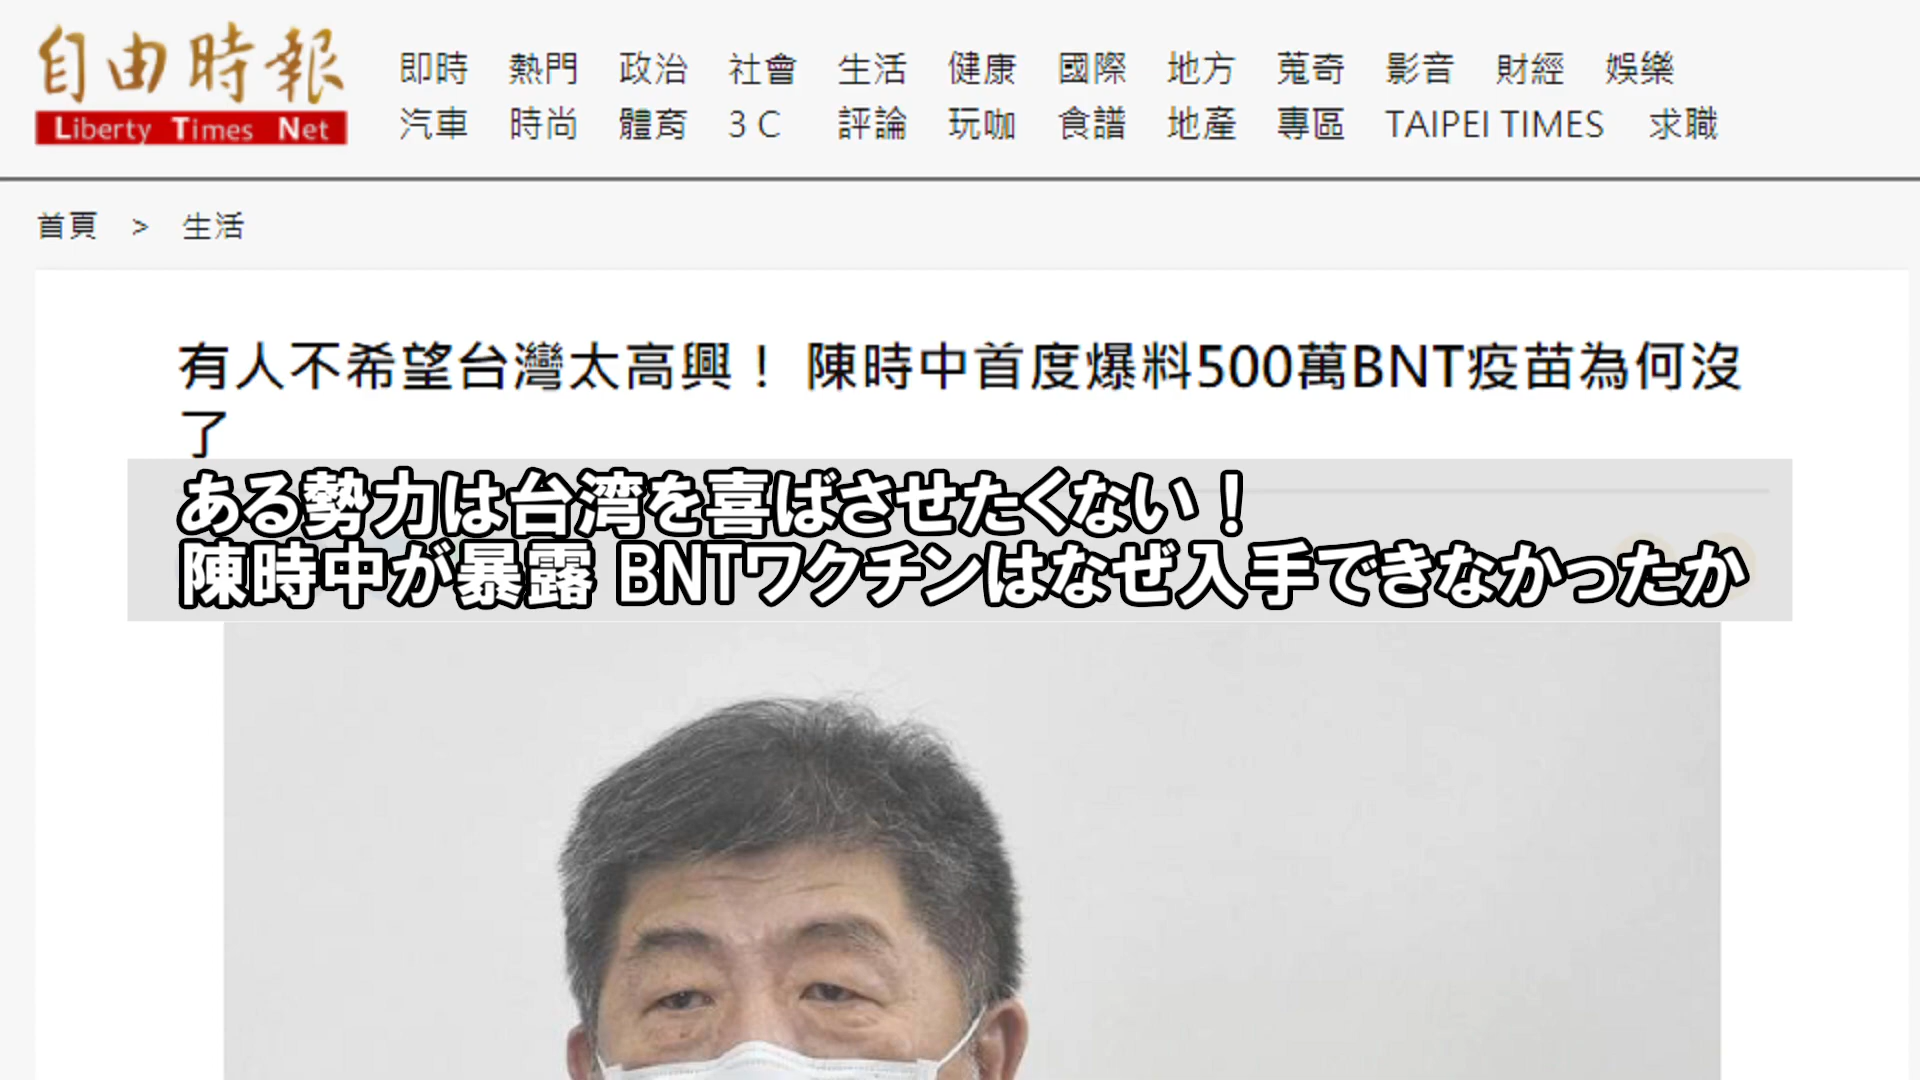 自由時報
Liberty Times Net
即時 熱門 政治 社會 生活 健康 國際 地方 蒐奇 影音 財經 娛樂
汽車 時尚 體育 3 C 評論 玩咖 食譜 地產 專區 TAIPEI TIMES 求職
首頁 > 生活
有人不希望台灣太高興！ 陳時中首度爆料500萬BNT疫苗為何沒
了
ある勢力は台湾を喜ばさせたくない！
陳時中が暴露 BNTワクチンはなぜ入手できなかったか